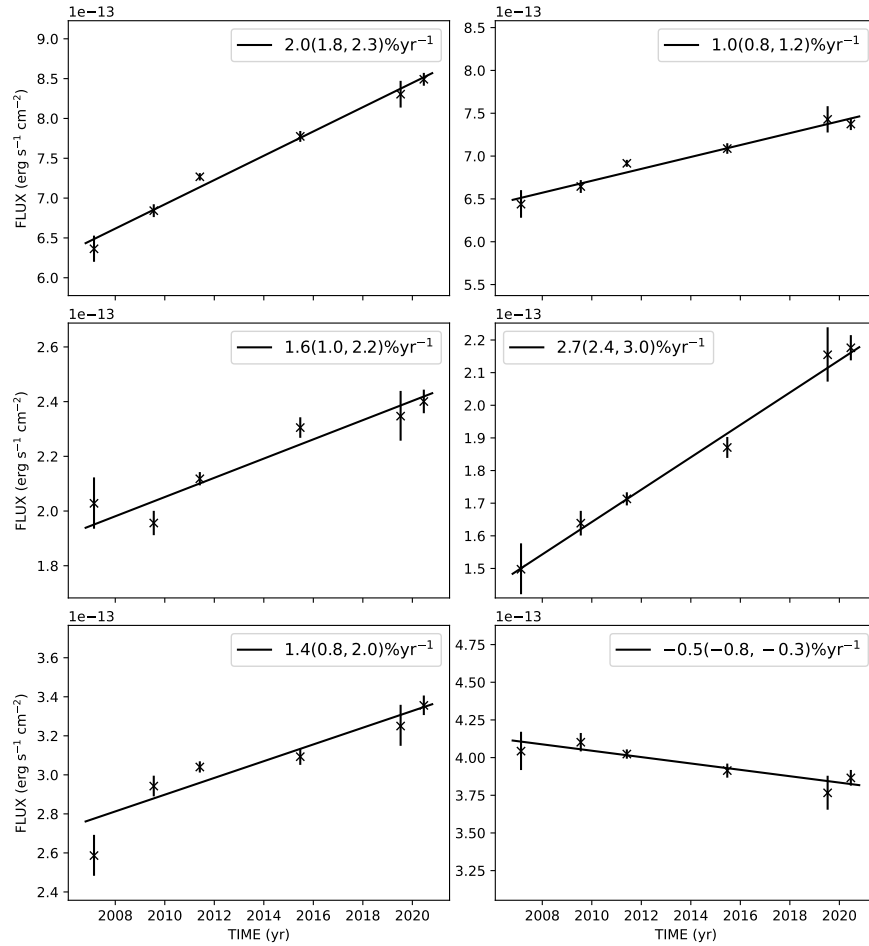 1e−13
1e−13
2.0(1.8, 2.3)%yr⁻¹
1.0(0.8, 1.2)%yr⁻¹
FLUX (erg s⁻¹ cm⁻²)
9.0
8.5
8.0
7.5
7.0
6.5
6.0
8.5
8.0
7.5
7.0
6.5
6.0
5.5
1e−13
1e−13
1.6(1.0, 2.2)%yr⁻¹
2.7(2.4, 3.0)%yr⁻¹
FLUX (erg s⁻¹ cm⁻²)
2.6
2.4
2.2
2.0
1.8
2.2
2.1
2.0
1.9
1.8
1.7
1.6
1.5
1e−13
1e−13
1.4(0.8, 2.0)%yr⁻¹
−0.5(−0.8, −0.3)%yr⁻¹
FLUX (erg s⁻¹ cm⁻²)
3.6
3.4
3.2
3.0
2.8
2.6
2.4
4.75
4.50
4.25
4.00
3.75
3.50
3.25
2008 2010 2012 2014 2016 2018 2020
2008 2010 2012 2014 2016 2018 2020
TIME (yr)
TIME (yr)